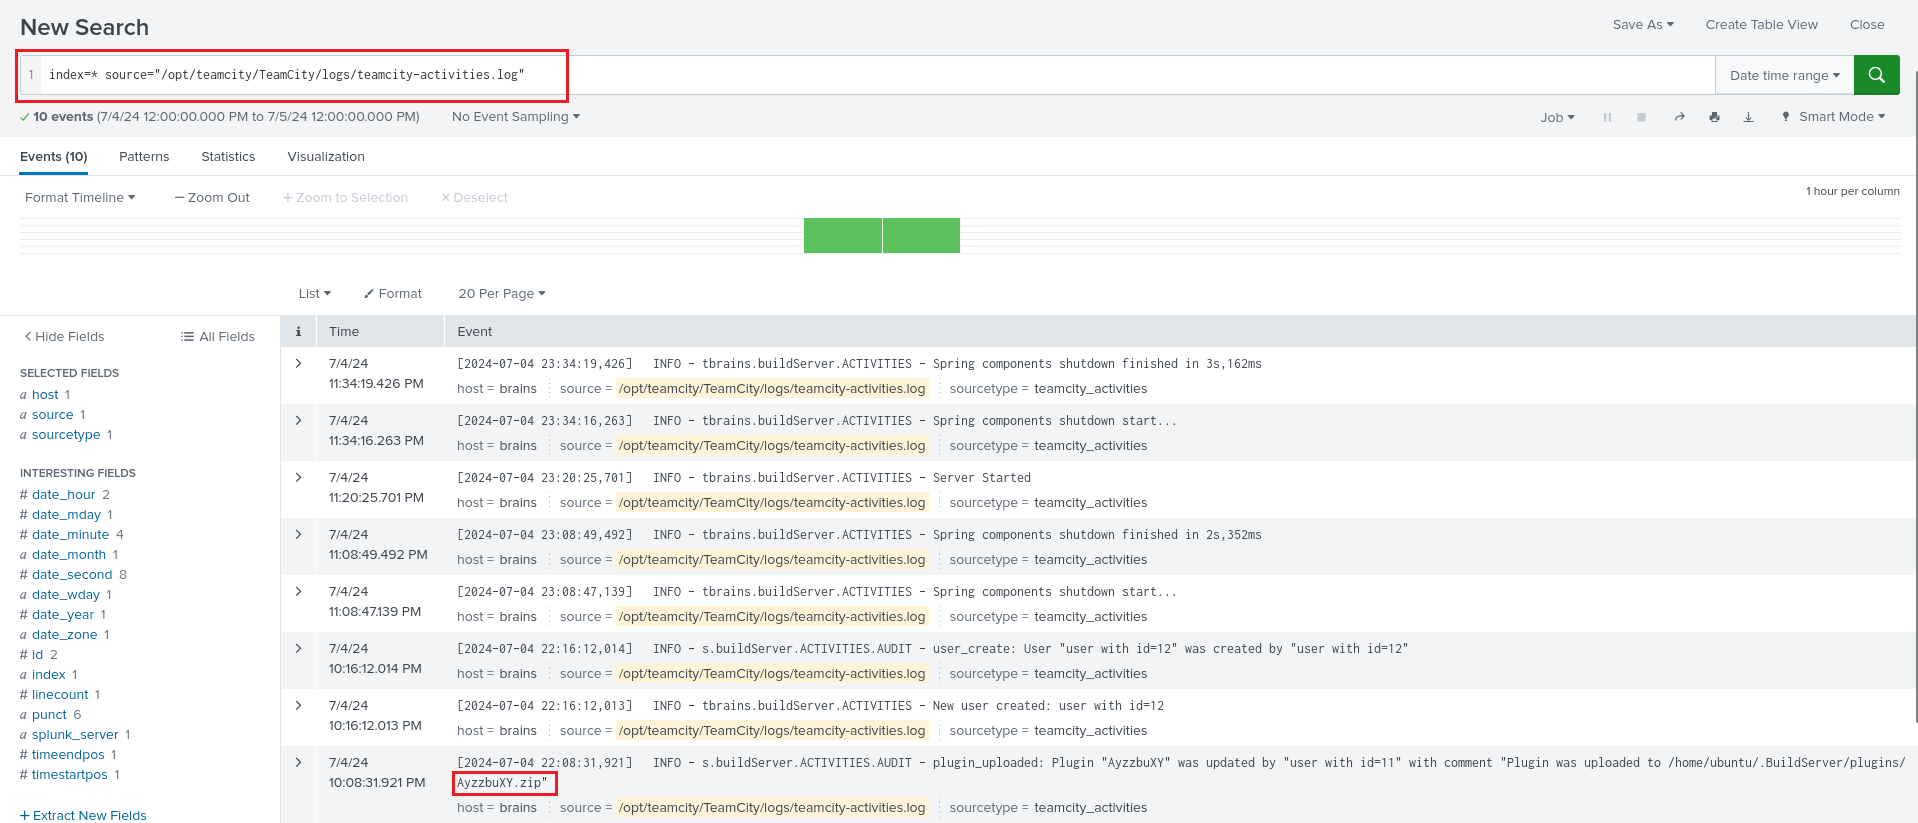 New Search
Save As
Create Table View
Close
1 index=* source="/opt/teamcity/TeamCity/logs/teamcity-activities.log"
Date time range
10 events (7/4/24 12:00:00.000 PM to 7/5/24 12:00:00.000 PM)
No Event Sampling
Job
Smart Mode
Events (10)
Patterns
Statistics
Visualization
Format Timeline
Zoom Out
Zoom to Selection
Deselect
1 hour per column
List
Format
20 Per Page
Hide Fields
All Fields
SELECTED FIELDS
a host 1
a source 1
a sourcetype 1
INTERESTING FIELDS
# date_hour 2
# date_mday 1
# date_minute 4
a date_month 1
# date_second 8
a date_wday 1
# date_year 1
a date_zone 1
# id 2
a index 1
# linecount 1
a punct 6
a splunk_server 1
# timeendpos 1
# timestartpos 1
+ Extract New Fields
i Time Event
7/4/24
11:34:19.426 PM
[2024-07-04 23:34:19,426] INFO - tbrains.buildServer.ACTIVITIES - Spring components shutdown finished in 3s,162ms
host = brains source = /opt/teamcity/TeamCity/logs/teamcity-activities.log sourcetype = teamcity_activities
7/4/24
11:34:16.263 PM
[2024-07-04 23:34:16,263] INFO - tbrains.buildServer.ACTIVITIES - Spring components shutdown start...
host = brains source = /opt/teamcity/TeamCity/logs/teamcity-activities.log sourcetype = teamcity_activities
7/4/24
11:20:25.701 PM
[2024-07-04 23:20:25,701] INFO - tbrains.buildServer.ACTIVITIES - Server Started
host = brains source = /opt/teamcity/TeamCity/logs/teamcity-activities.log sourcetype = teamcity_activities
7/4/24
11:08:49.492 PM
[2024-07-04 23:08:49,492] INFO - tbrains.buildServer.ACTIVITIES - Spring components shutdown finished in 2s,352ms
host = brains source = /opt/teamcity/TeamCity/logs/teamcity-activities.log sourcetype = teamcity_activities
7/4/24
11:08:47.139 PM
[2024-07-04 23:08:47,139] INFO - tbrains.buildServer.ACTIVITIES - Spring components shutdown start...
host = brains source = /opt/teamcity/TeamCity/logs/teamcity-activities.log sourcetype = teamcity_activities
7/4/24
10:16:12.014 PM
[2024-07-04 22:16:12,014] INFO - s.buildServer.ACTIVITIES.AUDIT - user_create: User "user with id=12" was created by "user with id=12"
host = brains source = /opt/teamcity/TeamCity/logs/teamcity-activities.log sourcetype = teamcity_activities
7/4/24
10:16:12.013 PM
[2024-07-04 22:16:12,013] INFO - tbrains.buildServer.ACTIVITIES - New user created: user with id=12
host = brains source = /opt/teamcity/TeamCity/logs/teamcity-activities.log sourcetype = teamcity_activities
7/4/24
10:08:31.921 PM
[2024-07-04 22:08:31,921] INFO - s.buildServer.ACTIVITIES.AUDIT - plugin_uploaded: Plugin "AyzzbuXY" was updated by "user with id=11" with comment "Plugin was uploaded to /home/ubuntu/.BuildServer/plugins/
AyzzbuXY.zip"
host = brains source = /opt/teamcity/TeamCity/logs/teamcity-activities.log sourcetype = teamcity_activities